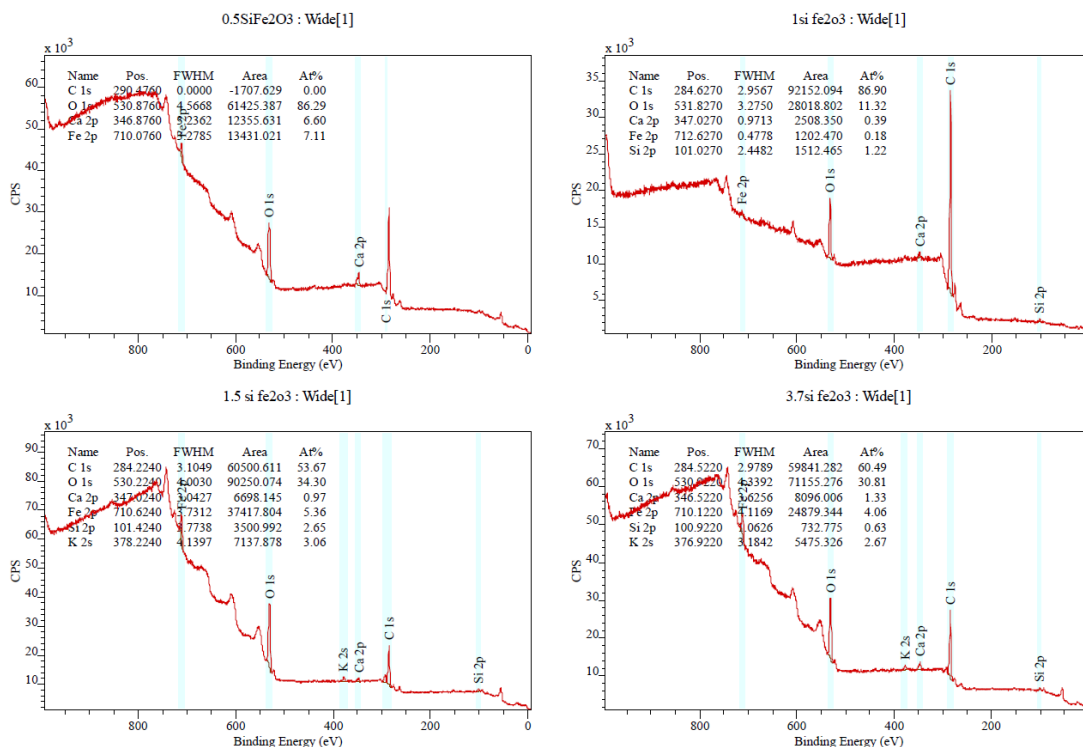 0.5SiFe2O3 : Wide[1]
x 10³
Name Pos. FWHM Area At%
C 1s 290.4760 0.0000 -1707.629 0.00
O 1s 530.8760 4.5668 61425.387 86.29
Ca 2p 346.8760 12355.631 6.60
Fe 2p 710.0760 13431.021 7.11
60
50
40
30
20
10
CPS
Fe 2p
O 1s
Ca 2p
C 1s
800 600 400 200 0
Binding Energy (eV)
1si fe2o3 : Wide[1]
x 10³
Name Pos. FWHM Area At%
C 1s 284.6270 2.9567 92152.094 86.90
O 1s 531.8270 3.2750 28018.802 11.32
Ca 2p 347.0270 0.9713 2508.350 0.39
Fe 2p 712.6270 0.4778 1202.470 0.18
Si 2p 101.0270 2.4482 1512.465 1.22
35
30
25
20
15
10
5
CPS
Fe 2p
O 1s
Ca 2p
C 1s
Si 2p
800 600 400 200
Binding Energy (eV)
1.5 si fe2o3 : Wide[1]
x 10³
Name Pos. FWHM Area At%
C 1s 284.2240 3.1049 60500.611 53.67
O 1s 530.2240 4.0030 90250.074 34.30
Ca 2p 347.0240 6698.145 0.97
Fe 2p 710.6240 37417.804 5.36
Si 2p 101.4240 3500.992 2.65
K 2s 378.2240 4.1397 7137.878 3.06
90
80
70
60
50
40
30
20
10
CPS
Fe 2p
O 1s
K 2s
Ca 2p
C 1s
Si 2p
800 600 400 200 0
Binding Energy (eV)
3.7si fe2o3 : Wide[1]
x 10³
Name Pos. FWHM Area At%
C 1s 284.5220 2.9789 59841.282 60.49
O 1s 71155.276 30.81
Ca 2p 346.5220 8096.006 1.33
Fe 2p 710.1220 24879.344 4.06
Si 2p 100.9220 732.775 0.63
K 2s 376.9220 3.1842 5475.326 2.67
70
60
50
40
30
20
10
CPS
Fe 2p
O 1s
K 2s
Ca 2p
C 1s
Si 2p
800 600 400 200
Binding Energy (eV)